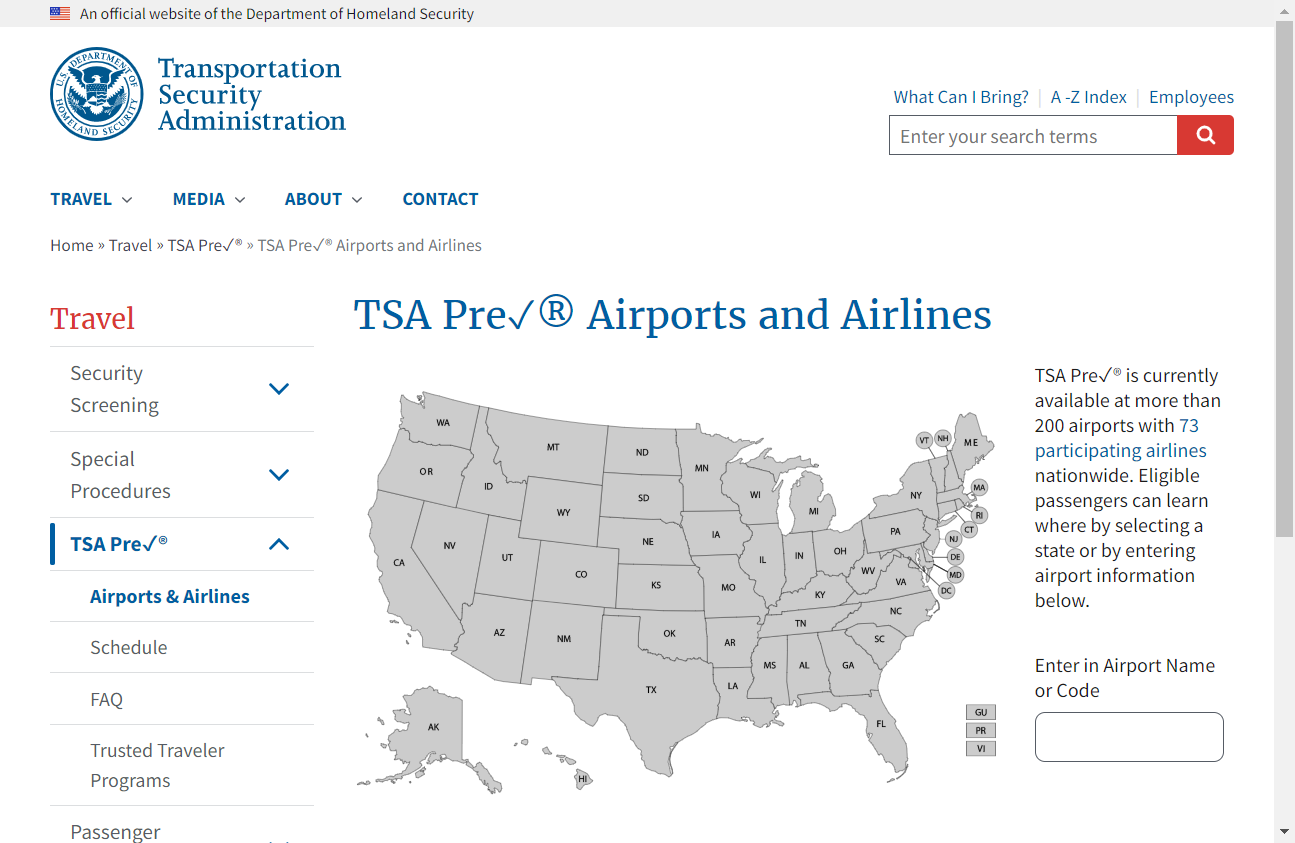 An official website of the Department of Homeland Security
U.S. DEPARTMENT OF HOMELAND SECURITY
Transportation
Security
Administration
What Can I Bring? | A -Z Index | Employees
Enter your search terms
TRAVEL MEDIA ABOUT CONTACT
Home » Travel » TSA Pre✓® » TSA Pre✓® Airports and Airlines
Travel
Security
Screening
Special
Procedures
TSA Pre✓®
Airports & Airlines
Schedule
FAQ
Trusted Traveler
Programs
Passenger
TSA Pre✓® Airports and Airlines
WA
MT
ND
MN
VT
NH
ME
OR
ID
SD
WI
MI
NY
MA
RI
CT
WY
NV
UT
NE
IA
PA
NJ
CA
CO
KS
IL
IN
OH
DE
MO
WV
VA
MD
KY
DC
AZ
NM
OK
AR
TN
NC
SC
MS
AL
GA
TX
LA
AK
FL
HI
GU
PR
VI
TSA Pre✓® is currently
available at more than
200 airports with 73
participating airlines
nationwide. Eligible
passengers can learn
where by selecting a
state or by entering
airport information
below.
Enter in Airport Name
or Code